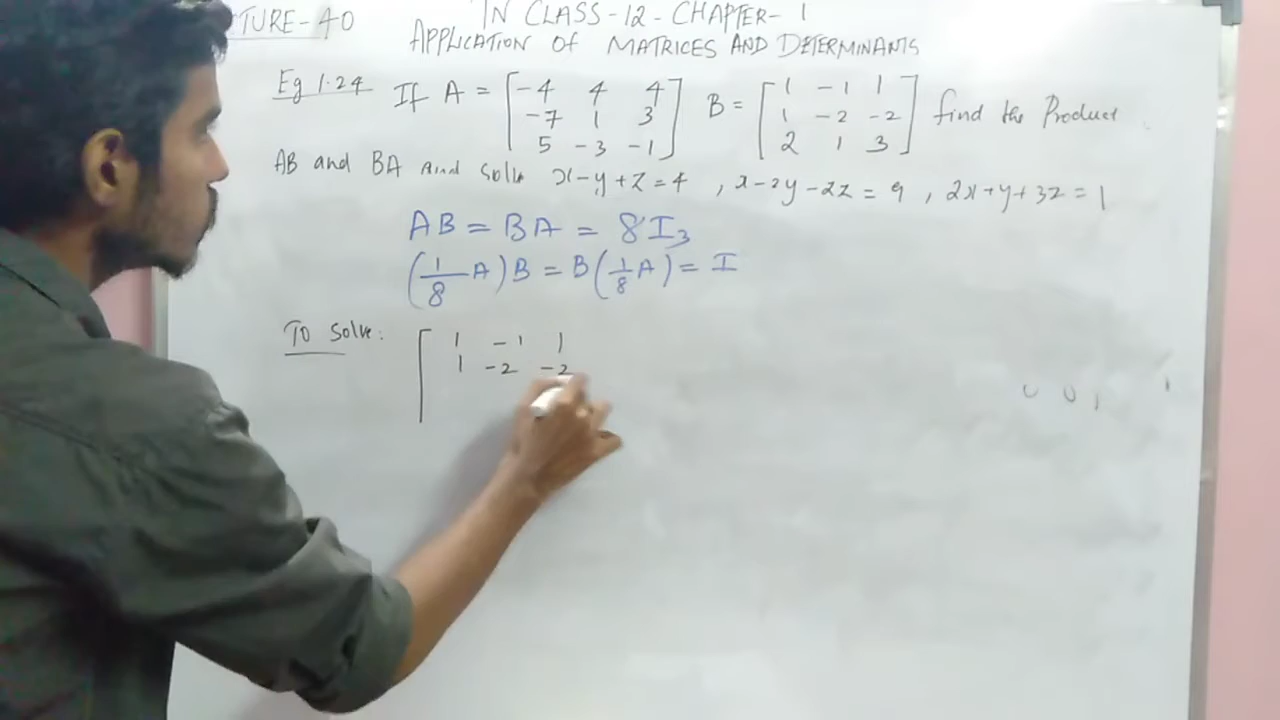 TURE-40 IN CLASS-12-CHAPTER-1
APPLICATION OF MATRICES AND DETERMINANTS
Eg 1.24 If A = [-4 4 4 B = [1 -1 1 find the Product
-7 1 3 1 -2 -2
5 -3 -1] 2 1 3]
AB and BA and solve x-y+z=4 , x-2y-2z=9 , 2x+y+3z=1
AB = BA = 8I₃
(1/8 A)B = B(1/8 A) = I
To Solve: [1 -1 1
1 -2 -2